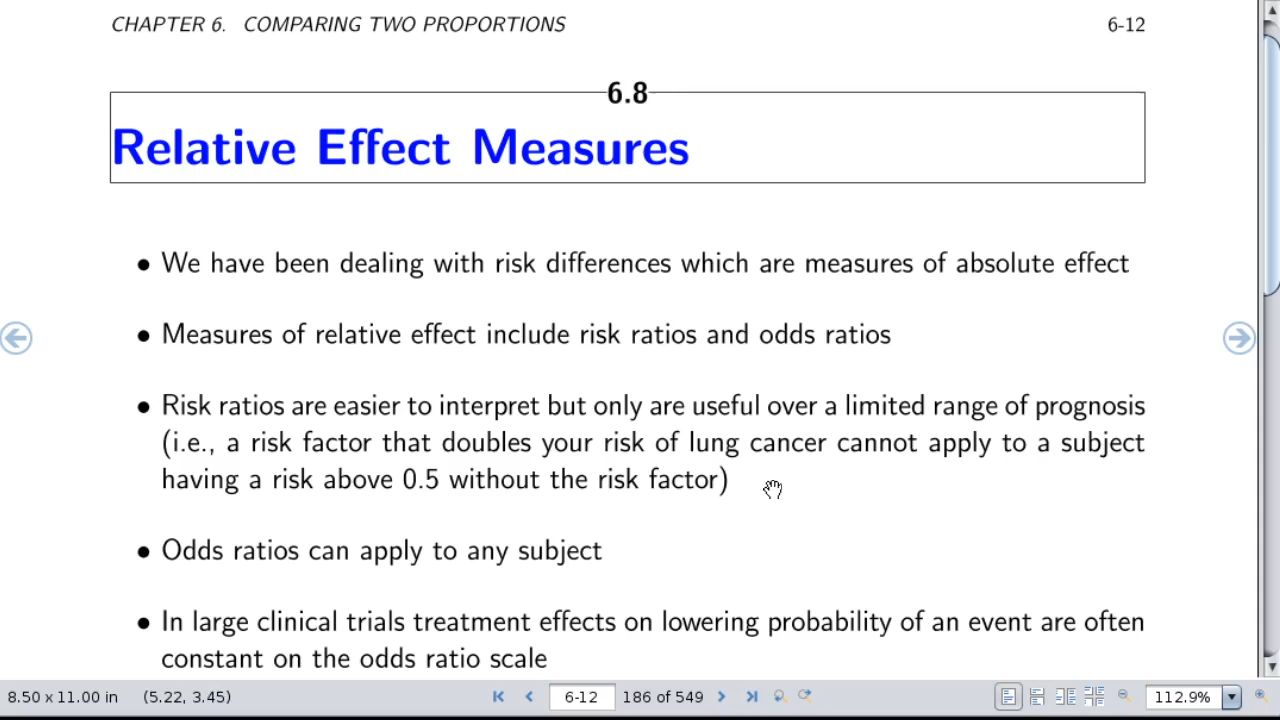 CHAPTER 6. COMPARING TWO PROPORTIONS 6-12
6.8
Relative Effect Measures
• We have been dealing with risk differences which are measures of absolute effect
• Measures of relative effect include risk ratios and odds ratios
• Risk ratios are easier to interpret but only are useful over a limited range of prognosis
(i.e., a risk factor that doubles your risk of lung cancer cannot apply to a subject
having a risk above 0.5 without the risk factor)
• Odds ratios can apply to any subject
• In large clinical trials treatment effects on lowering probability of an event are often
constant on the odds ratio scale
8.50 x 11.00 in (5.22, 3.45) 6-12 186 of 549 112.9%